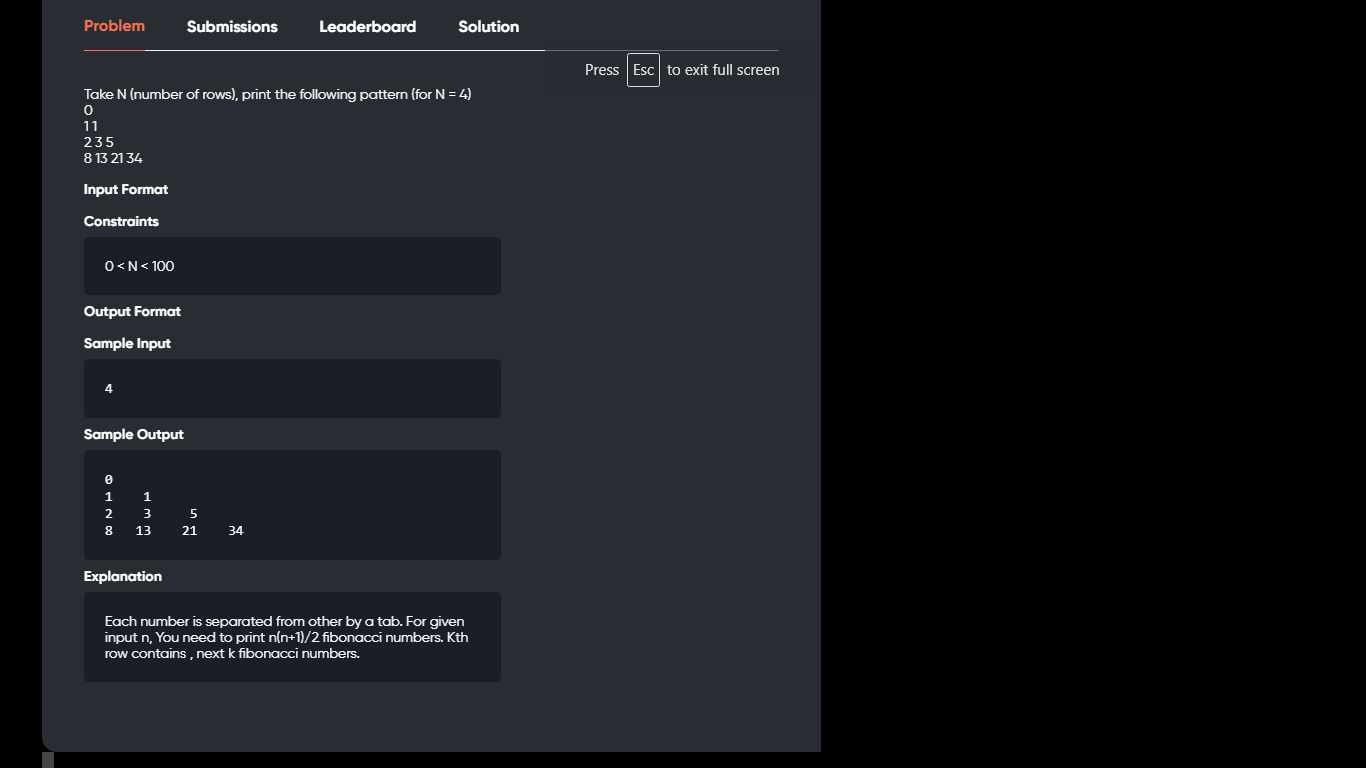 Problem Submissions Leaderboard Solution
Press Esc to exit full screen
Take N (number of rows), print the following pattern (for N = 4)
0
1 1
2 3 5
8 13 21 34
Input Format
Constraints
0 < N < 100
Output Format
Sample Input
4
Sample Output
0
1 1
2 3 5
8 13 21 34
Explanation
Each number is separated from other by a tab. For given
input n, You need to print n(n+1)/2 fibonacci numbers. Kth
row contains , next k fibonacci numbers.